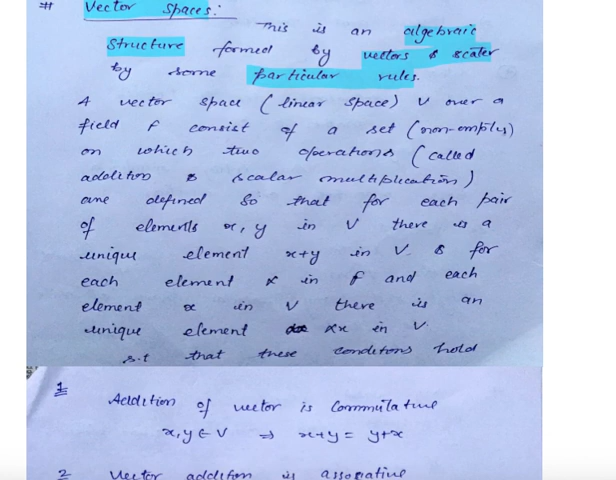 # Vector Spaces:
This is an algebraic
structure formed by vectors & scater
by some particular rules.
A vector space (linear space) V over a
field F consist of a set (non-empty)
on which two operations (called
addition & scalar multiplication)
are defined so that for each pair
of elements x, y in V there is a
unique element x+y in V & for
each element α in F and each
element x in V there is an
unique element αx in V
s.t that these conditions hold
1 Addition of vector is commutative
x,y ∈ V ⇒ x+y = y+x
2 Vector addition is associative